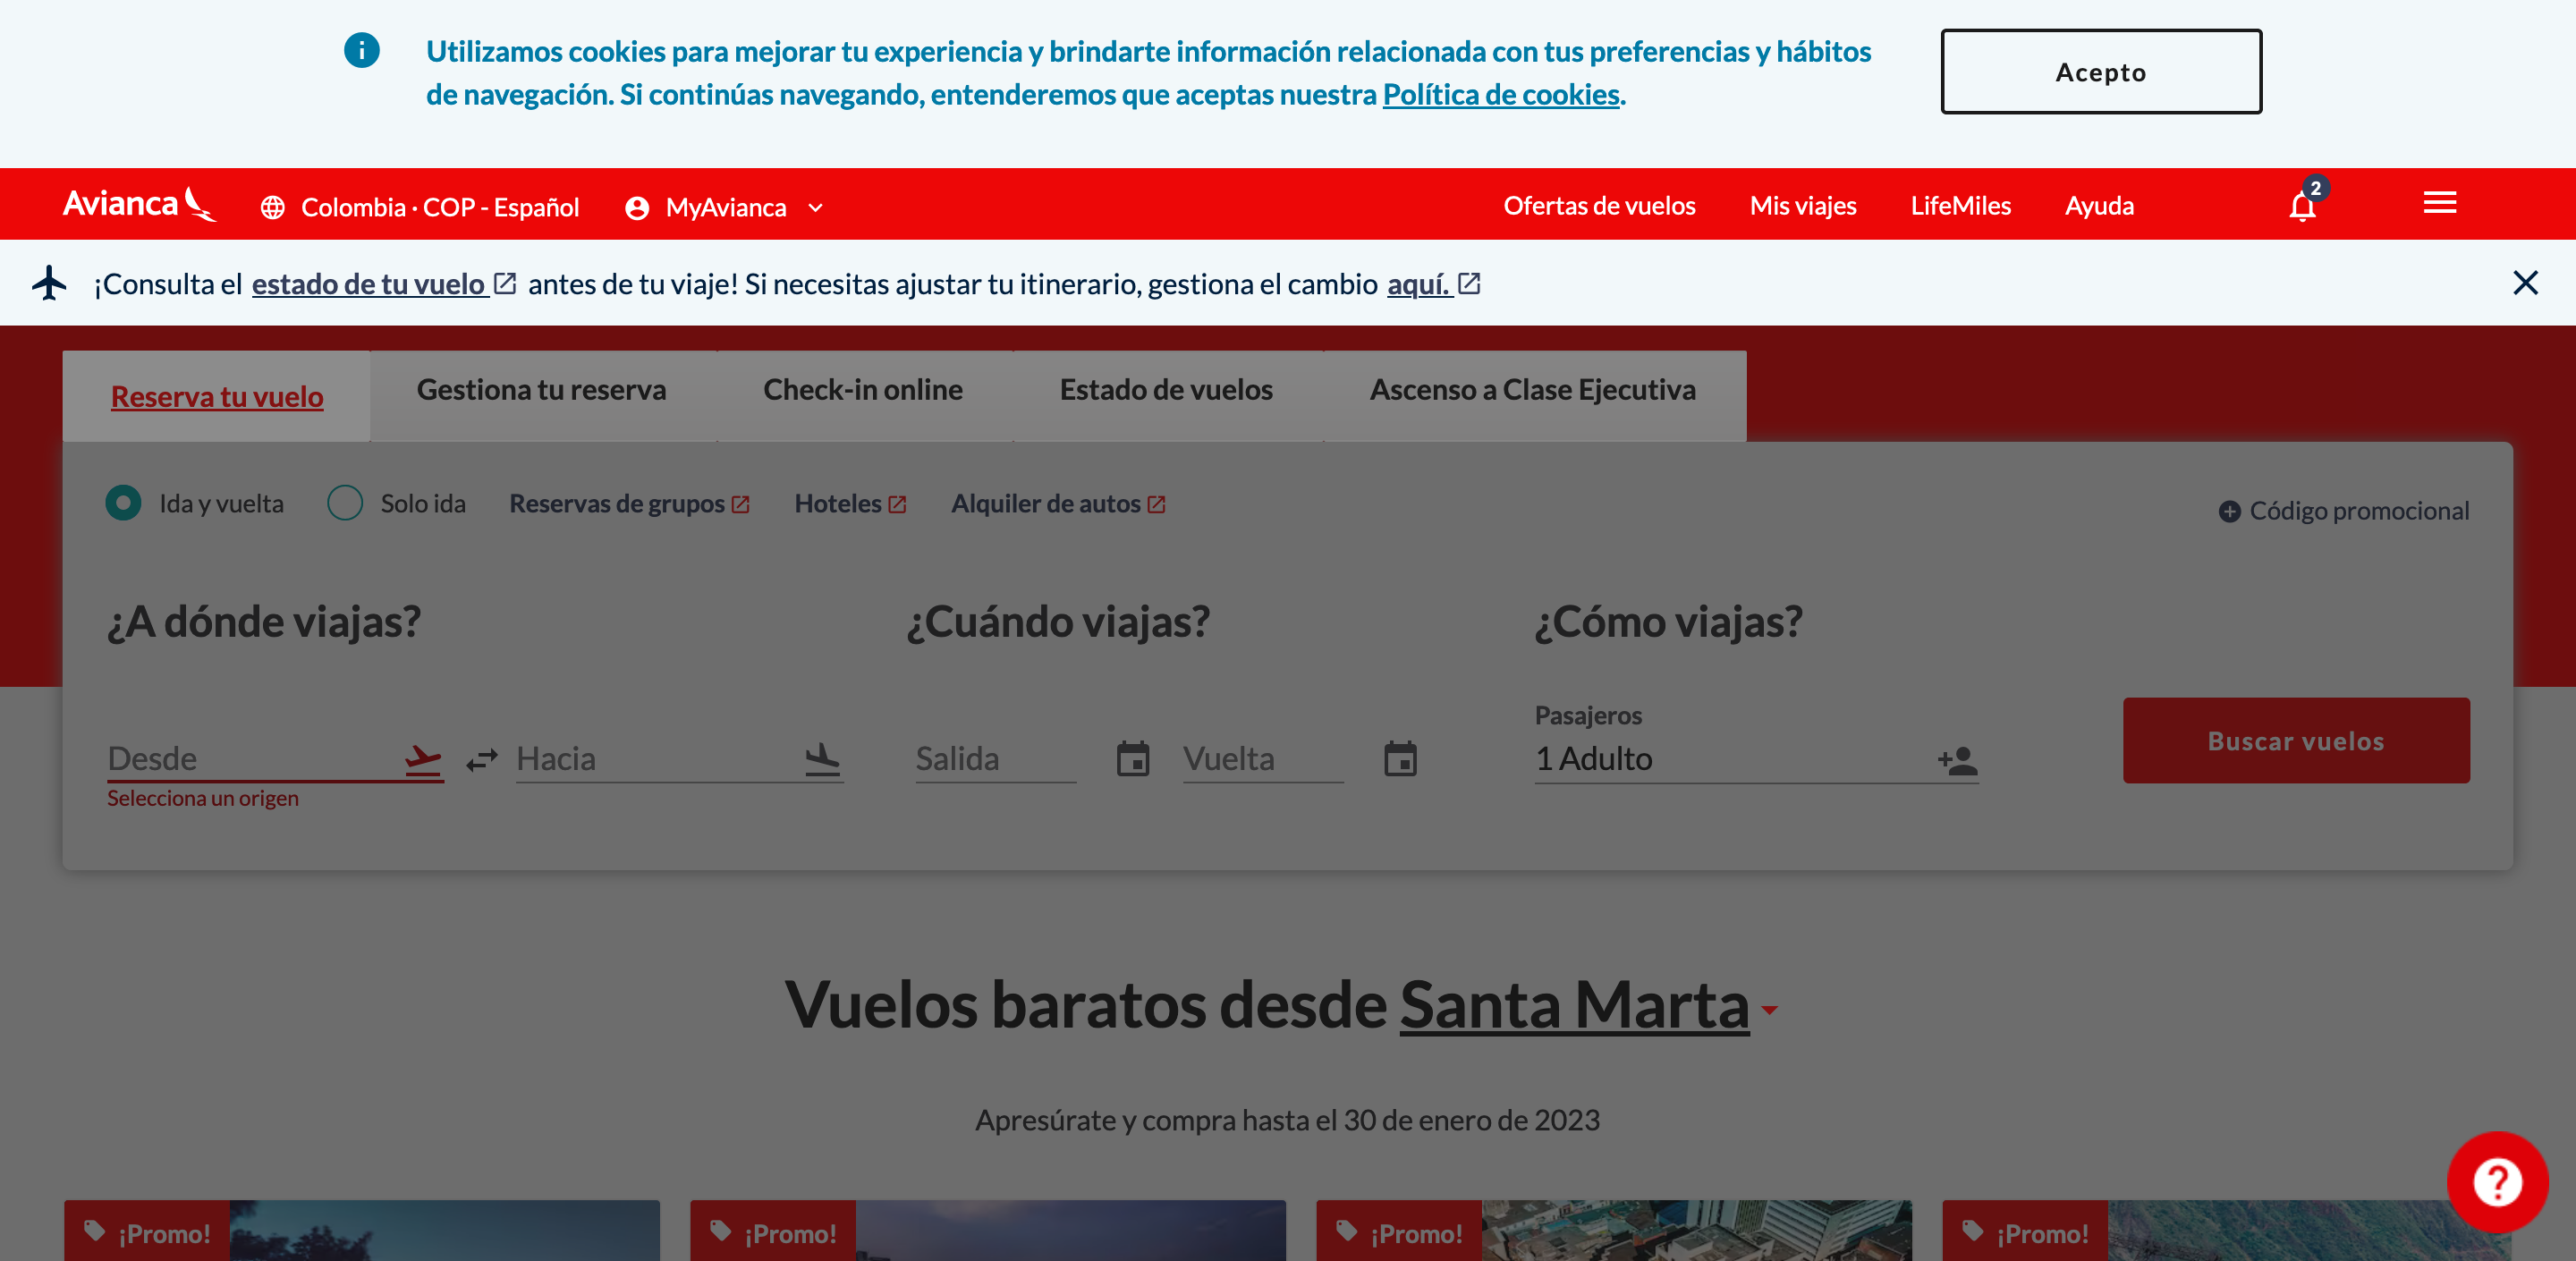 Utilizamos cookies para mejorar tu experiencia y brindarte información relacionada con tus preferencias y hábitos
de navegación. Si continúas navegando, entenderemos que aceptas nuestra Política de cookies.
Acepto
Avianca
Colombia · COP - Español
MyAvianca
Ofertas de vuelos
Mis viajes
LifeMiles
Ayuda
2
¡Consulta el estado de tu vuelo antes de tu viaje! Si necesitas ajustar tu itinerario, gestiona el cambio aquí.
Reserva tu vuelo
Gestiona tu reserva
Check-in online
Estado de vuelos
Ascenso a Clase Ejecutiva
Ida y vuelta
Solo ida
Reservas de grupos
Hoteles
Alquiler de autos
Código promocional
¿A dónde viajas?
¿Cuándo viajas?
¿Cómo viajas?
Desde
Selecciona un origen
Hacia
Salida
Vuelta
Pasajeros
1 Adulto
Buscar vuelos
Vuelos baratos desde Santa Marta
Apresúrate y compra hasta el 30 de enero de 2023
¡Promo!
¡Promo!
¡Promo!
¡Promo!